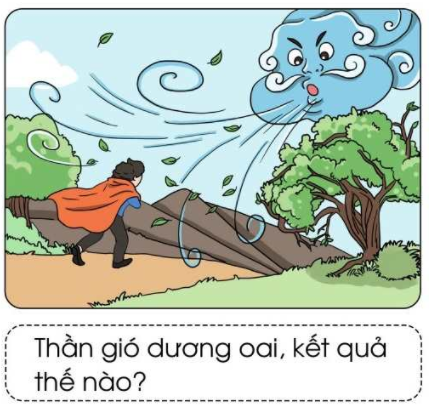 Thần gió dương oai, kết quả
thế nào?